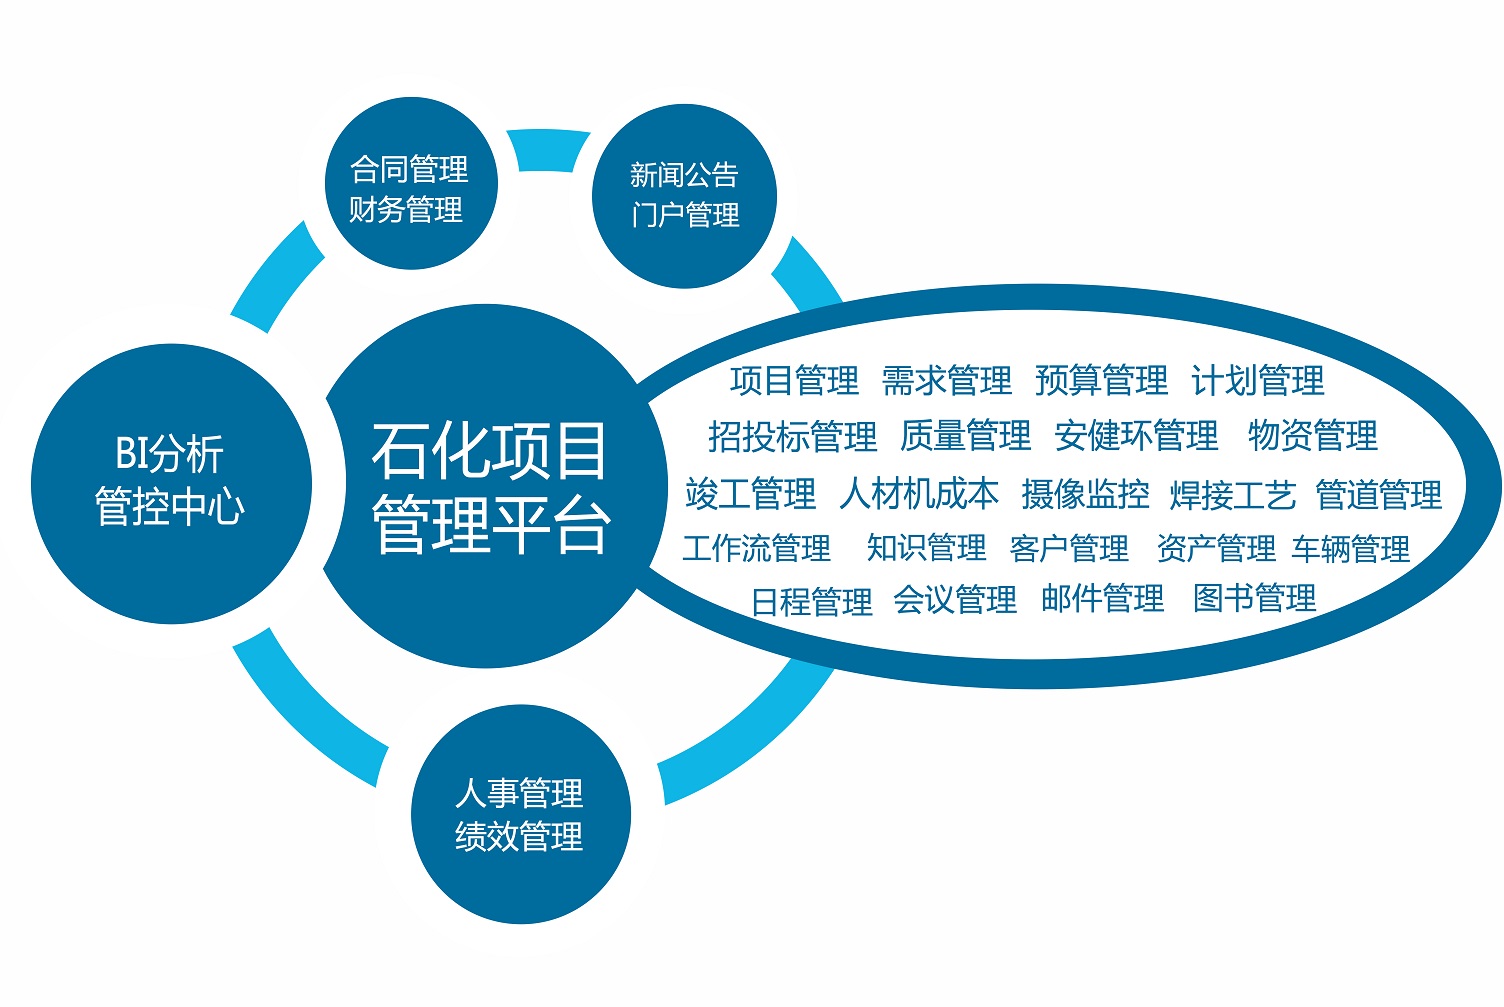 合同管理
财务管理
新闻公告
门户管理
BI分析
管控中心
石化项目
管理平台
人事管理
绩效管理
项目管理 需求管理 预算管理 计划管理
招投标管理 质量管理 安健环管理 物资管理
竣工管理 人材机成本 摄像监控 焊接工艺 管道管理
工作流管理 知识管理 客户管理 资产管理 车辆管理
日程管理 会议管理 邮件管理 图书管理